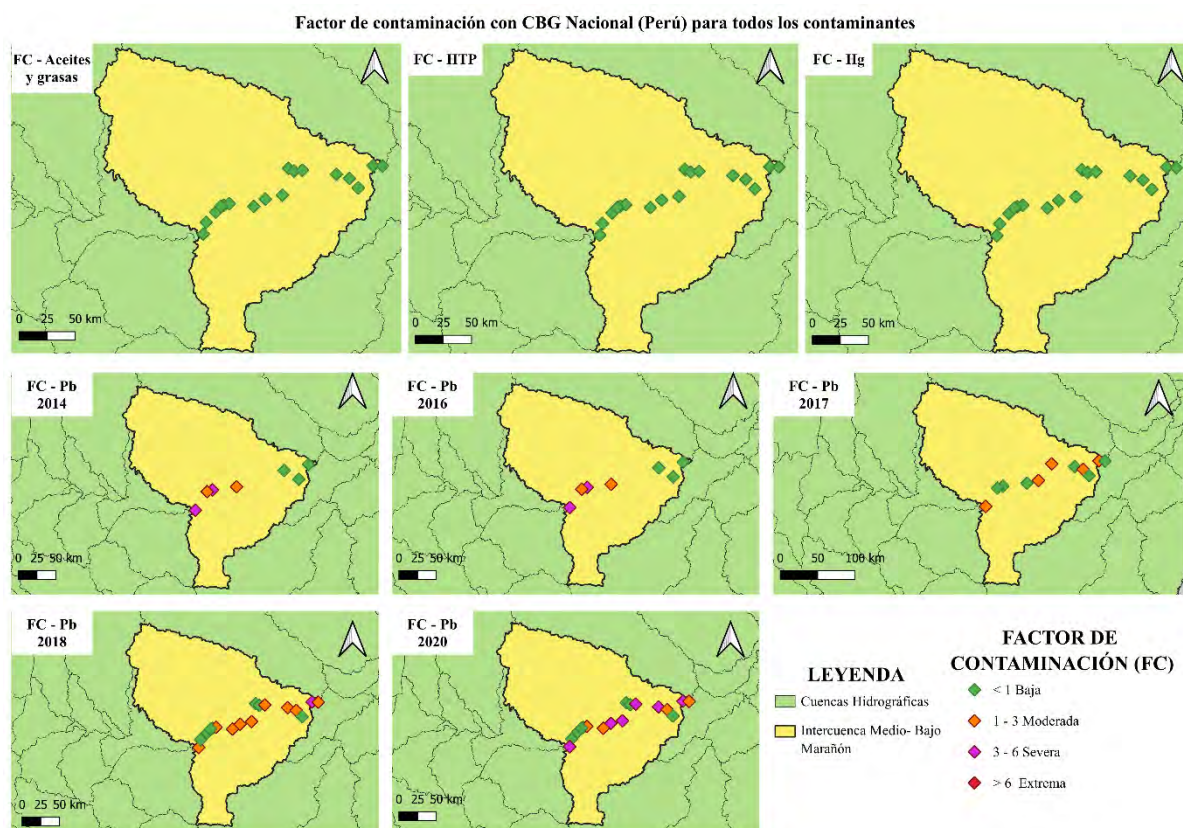 Factor de contaminación con CBG Nacional (Perú) para todos los contaminantes
FC - Aceites
y grasas
0 25 50 km
FC - HTP
0 25 50 km
FC - Hg
0 25 50 km
FC - Pb
2014
0 25 50 km
FC - Pb
2016
0 25 50 km
FC - Pb
2017
0 50 100 km
FC - Pb
2018
0 25 50 km
FC - Pb
2020
0 25 50 km
LEYENDA
Cuencas Hidrográficas
Intercuenca Medio- Bajo
Marañón
FACTOR DE
CONTAMINACIÓN (FC)
< 1 Baja
1 - 3 Moderada
3 - 6 Severa
> 6 Extrema